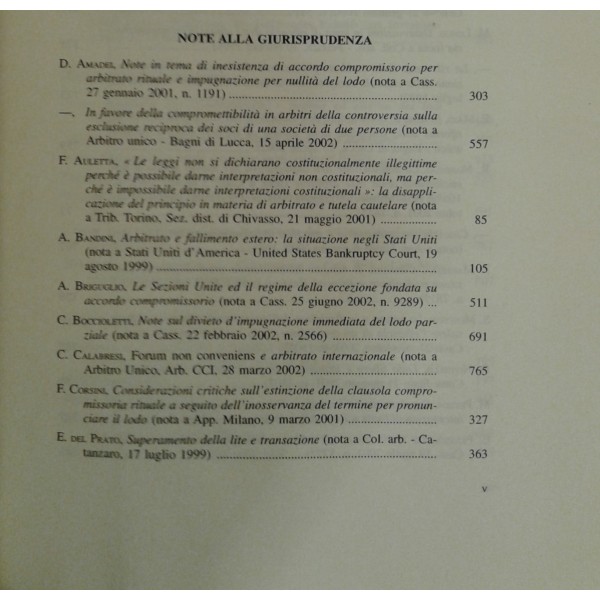 NOTE ALLA GIURISPRUDENZA
D. AMADEI, Note in tema di inesistenza di accordo compromissorio per
arbitrato rituale e impugnazione per nullità del lodo (nota a Cass.
27 gennaio 2001, n. 1191) ........................................ 303
—, In favore della compromettibilità in arbitri della controversia sulla
esclusione reciproca dei soci di una società di due persone (nota a
Arbitro unico - Bagni di Lucca, 15 aprile 2002) .................... 557
F. AULETTA, « Le leggi non si dichiarano costituzionalmente illegittime
perché è possibile darne interpretazioni non costituzionali, ma per-
ché è impossibile darne interpretazioni costituzionali »: la disappli-
cazione del principio in materia di arbitrato e tutela cautelare (nota
a Trib. Torino, Sez. dist. di Chivasso, 21 maggio 2001) ............. 85
A. BANDINI, Arbitrato e fallimento estero: la situazione negli Stati Uniti
(nota a Stati Uniti d'America - United States Bankruptcy Court, 19
agosto 1999) ........................................ 105
A. BRIGUGLIO, Le Sezioni Unite ed il regime della eccezione fondata su
accordo compromissorio (nota a Cass. 25 giugno 2002, n. 9289) ... 511
C. BOCCIOLETTI, Note sul divieto d'impugnazione immediata del lodo par-
ziale (nota a Cass. 22 febbraio 2002, n. 2566) .................... 691
C. CALABRESI, Forum non conveniens e arbitrato internazionale (nota a
Arbitro Unico, Arb. CCI, 28 marzo 2002) .................... 765
F. CORSINI, Considerazioni critiche sull'estinzione della clausola compro-
missoria rituale a seguito dell'inosservanza del termine per pronun-
ciare il lodo (nota a App. Milano, 9 marzo 2001) .................... 327
E. DEL PRATO, Superamento della lite e transazione (nota a Col. arb. - Ca-
tanzaro, 17 luglio 1999) ........................................ 363
v